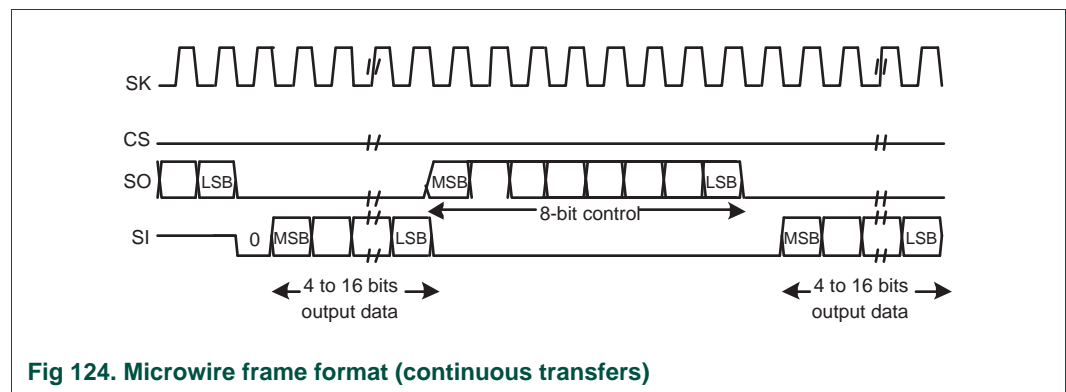 SK
CS
SO
LSB
MSB
LSB
8-bit control
SI
0
MSB
LSB
MSB
LSB
4 to 16 bits
output data
4 to 16 bits
output data
Fig 124. Microwire frame format (continuous transfers)